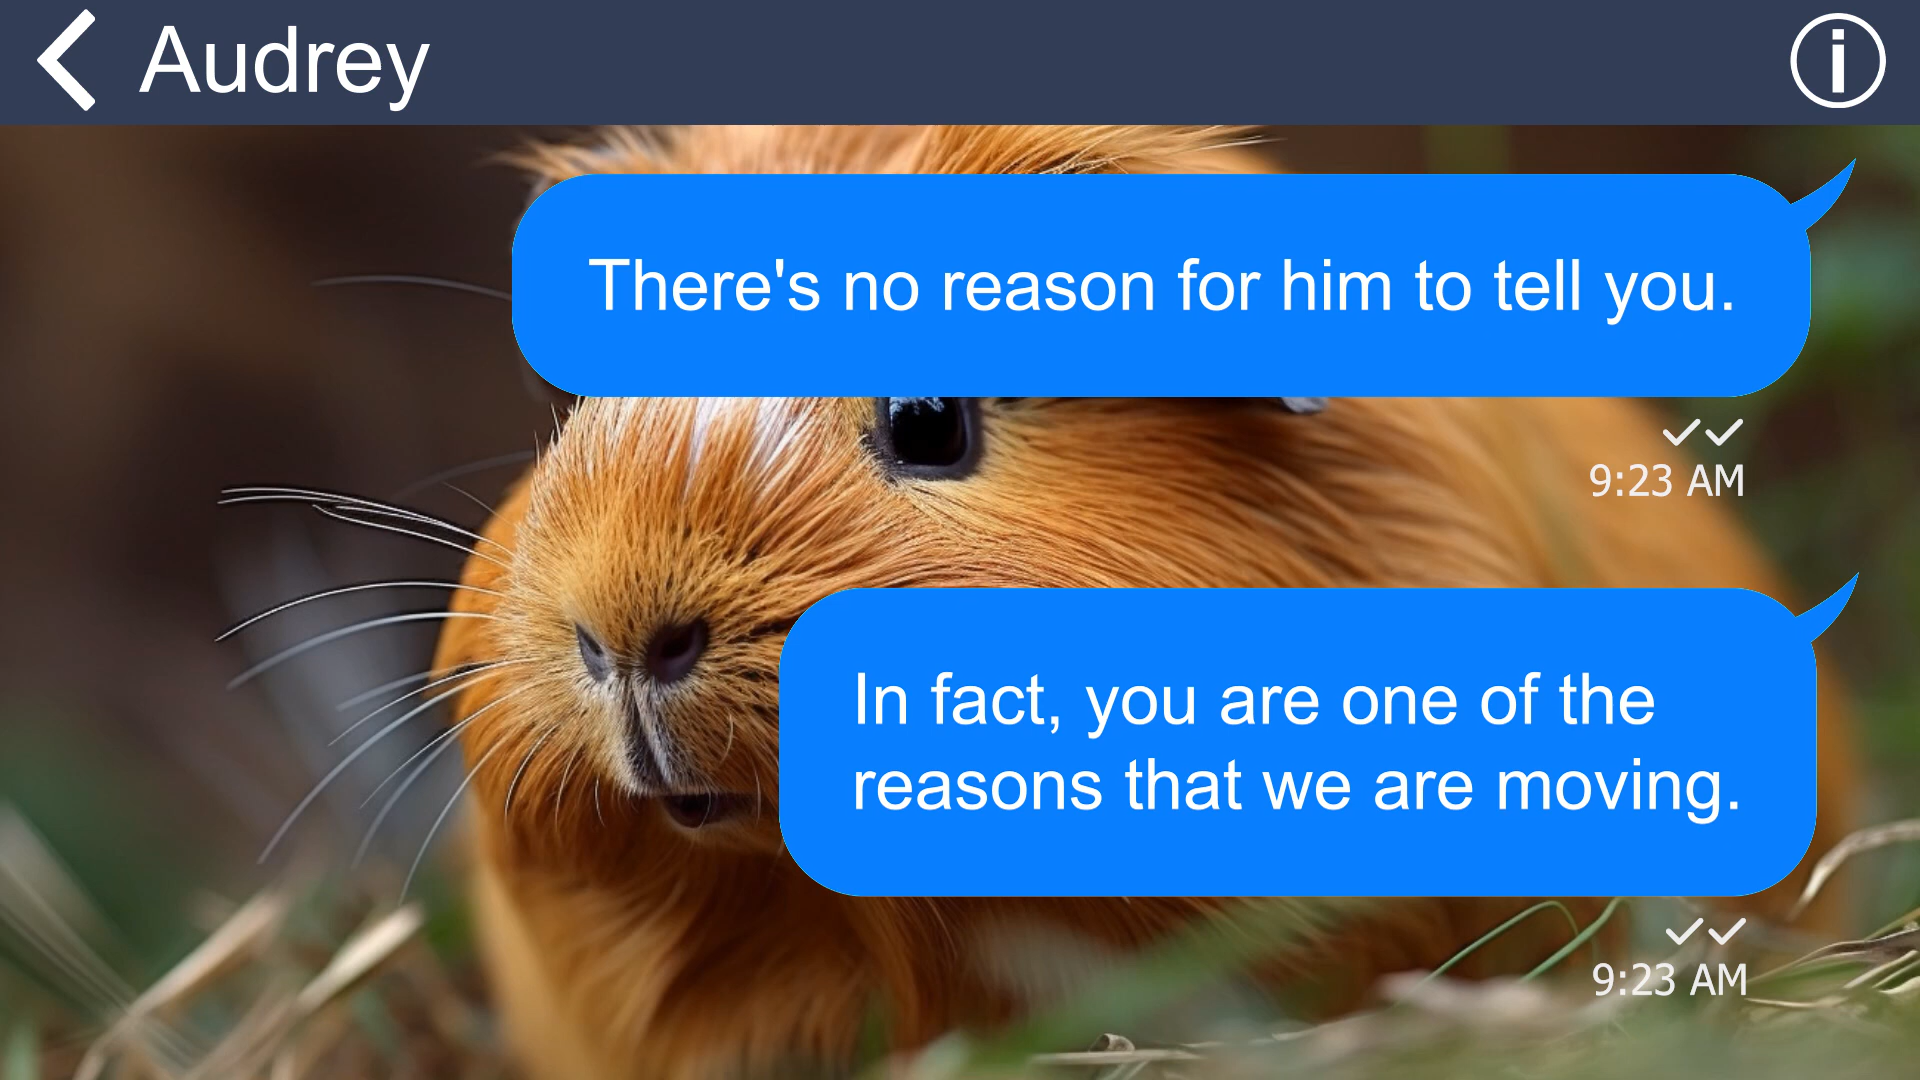 Audrey
There's no reason for him to tell you.
9:23 AM
In fact, you are one of the
reasons that we are moving.
9:23 AM